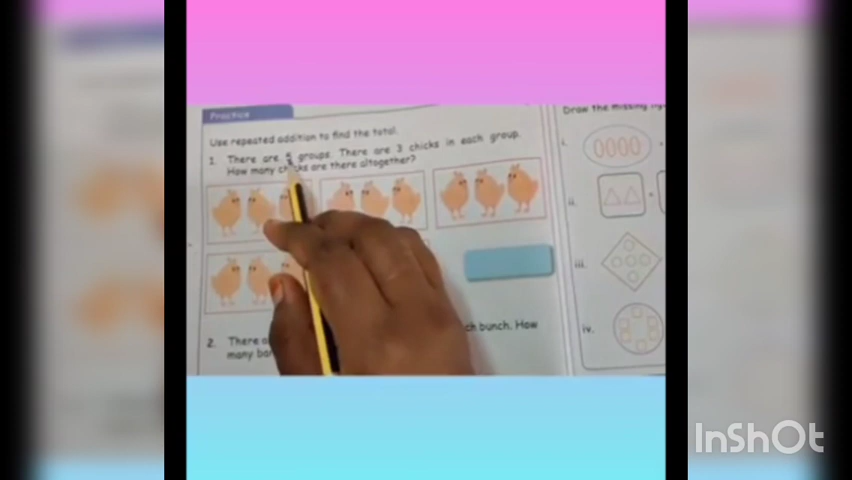 Practice
Use repeated addition to find the total.
1. There are groups. There are 3 chicks in each group.
How many chicks are there altogether?
2. There
ch bunch. How
many
Draw the missing
i.
ii.
iii.
iv.
InShOt